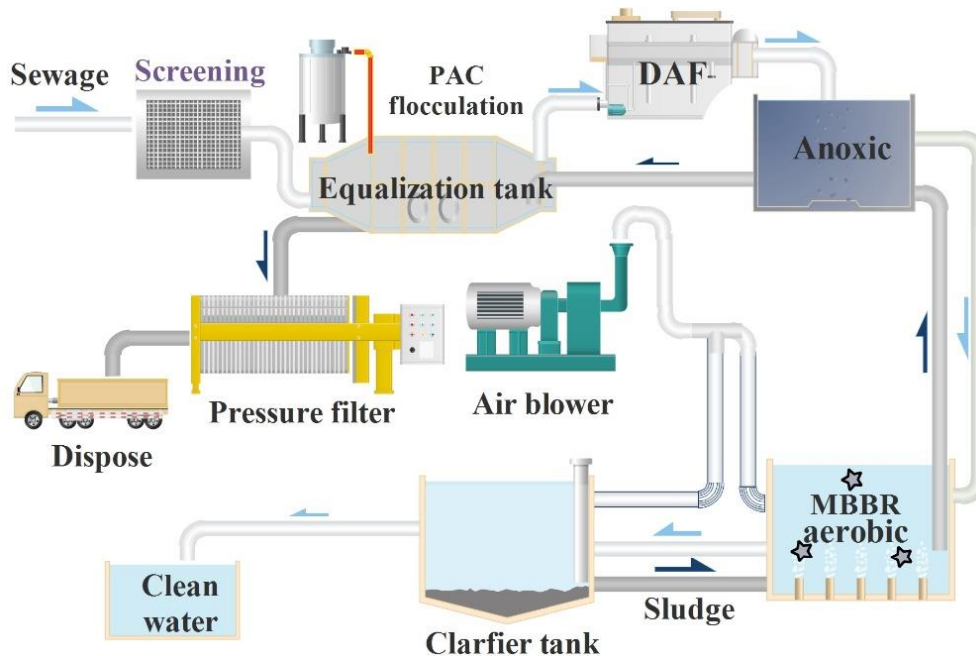 Sewage
Screening
PAC
flocculation
DAF
Anoxic
Equalization tank
Pressure filter
Air blower
Dispose
MBBR
aerobic
Clean
water
Clarfier tank
Sludge